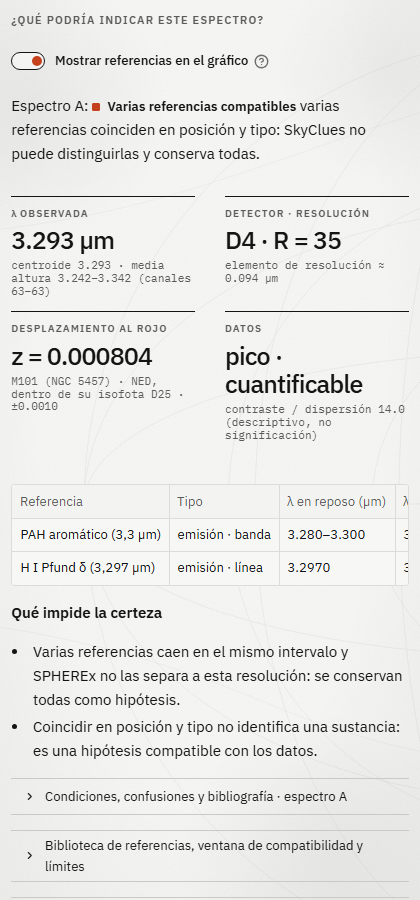 ¿QUÉ PODRÍA INDICAR ESTE ESPECTRO?
Mostrar referencias en el gráfico ?
Espectro A: Varias referencias compatibles varias
referencias coinciden en posición y tipo: SkyClues no
puede distinguirlas y conserva todas.
λ OBSERVADA
3.293 µm
centroide 3.293 · media
altura 3.242–3.342 (canales
63–63)
DETECTOR · RESOLUCIÓN
D4 · R = 35
elemento de resolución ≈
0.094 µm
DESPLAZAMIENTO AL ROJO
z = 0.000804
M101 (NGC 5457) · NED,
dentro de su isofota D25 ·
±0.0010
DATOS
pico ·
cuantificable
contraste / dispersión 14.0
(descriptivo, no
significación)
Referencia Tipo λ en reposo (µm) λ
PAH aromático (3,3 µm) emisión · banda 3.280–3.300 3
H I Pfund δ (3,297 µm) emisión · línea 3.2970 3
Qué impide la certeza
• Varias referencias caen en el mismo intervalo y
SPHEREx no las separa a esta resolución: se conservan
todas como hipótesis.
• Coincidir en posición y tipo no identifica una sustancia:
es una hipótesis compatible con los datos.
Condiciones, confusiones y bibliografía · espectro A
Biblioteca de referencias, ventana de compatibilidad y
límites